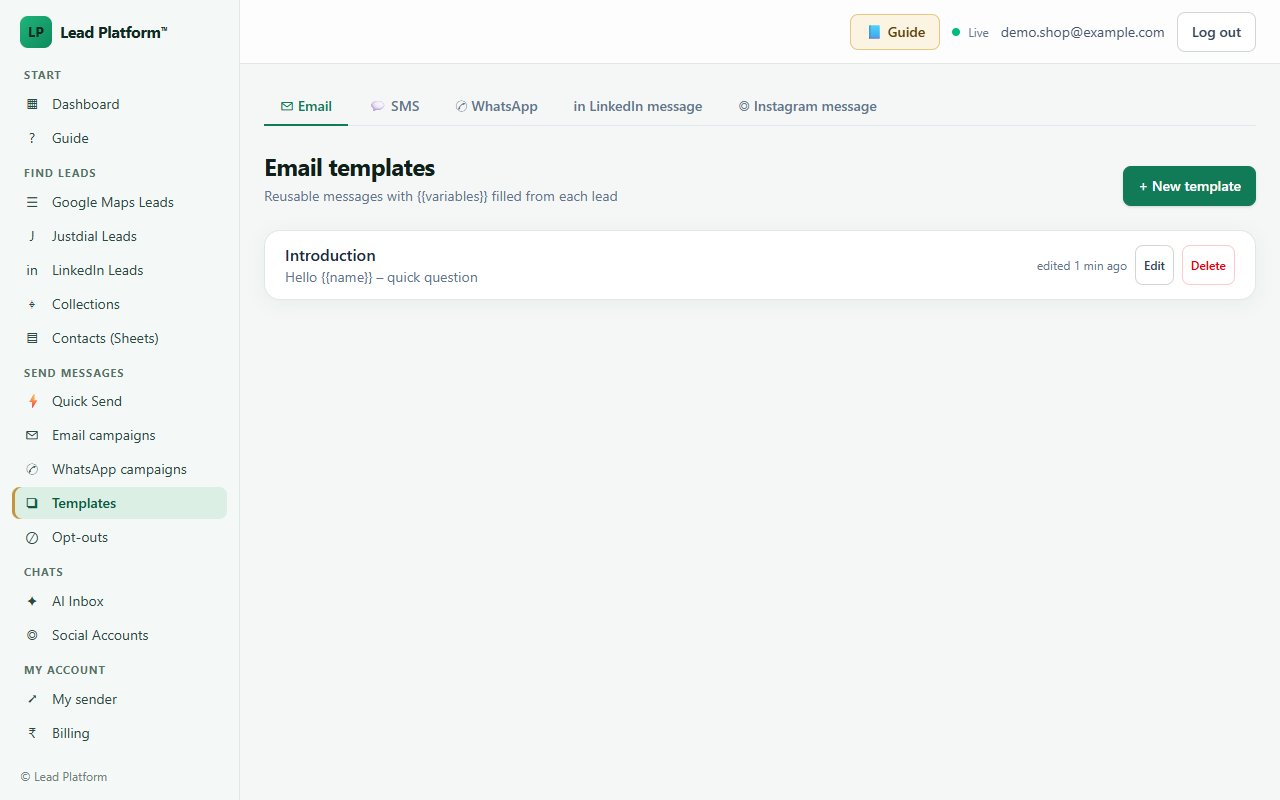 LP Lead Platform™
START
Dashboard
? Guide
FIND LEADS
Google Maps Leads
J Justdial Leads
in LinkedIn Leads
Collections
Contacts (Sheets)
SEND MESSAGES
Quick Send
Email campaigns
WhatsApp campaigns
Templates
Opt-outs
CHATS
AI Inbox
Social Accounts
MY ACCOUNT
My sender
₹ Billing
© Lead Platform
Guide
Live
demo.shop@example.com
Log out
Email
SMS
WhatsApp
in LinkedIn message
Instagram message
Email templates
Reusable messages with {{variables}} filled from each lead
+ New template
Introduction
Hello {{name}} – quick question
edited 1 min ago
Edit
Delete